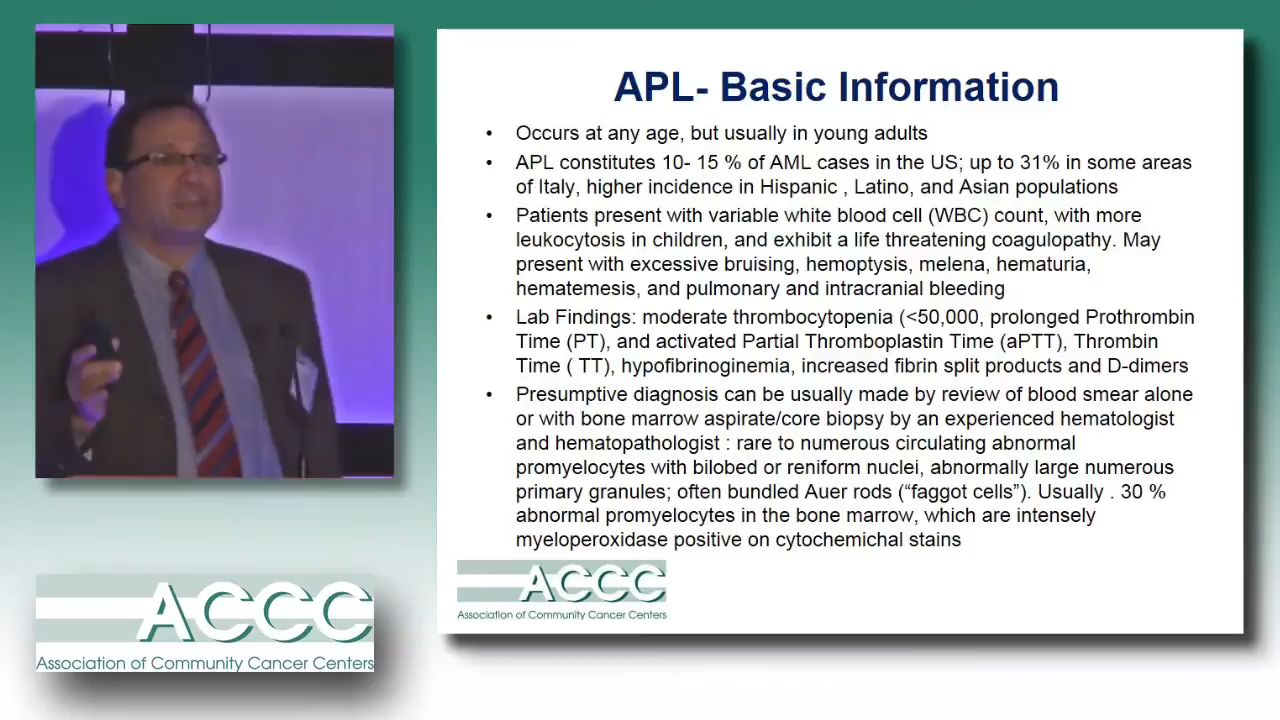 APL- Basic Information
• Occurs at any age, but usually in young adults
• APL constitutes 10- 15 % of AML cases in the US; up to 31% in some areas
of Italy, higher incidence in Hispanic , Latino, and Asian populations
• Patients present with variable white blood cell (WBC) count, with more
leukocytosis in children, and exhibit a life threatening coagulopathy. May
present with excessive bruising, hemoptysis, melena, hematuria,
hematemesis, and pulmonary and intracranial bleeding
• Lab Findings: moderate thrombocytopenia (<50,000, prolonged Prothrombin
Time (PT), and activated Partial Thromboplastin Time (aPTT), Thrombin
Time ( TT), hypofibrinoginemia, increased fibrin split products and D-dimers
• Presumptive diagnosis can be usually made by review of blood smear alone
or with bone marrow aspirate/core biopsy by an experienced hematologist
and hematopathologist : rare to numerous circulating abnormal
promyelocytes with bilobed or reniform nuclei, abnormally large numerous
primary granules; often bundled Auer rods (“faggot cells”). Usually . 30 %
abnormal promyelocytes in the bone marrow, which are intensely
myeloperoxidase positive on cytochemichal stains
ACCC
Association of Community Cancer Centers
ACCC
Association of Community Cancer Centers